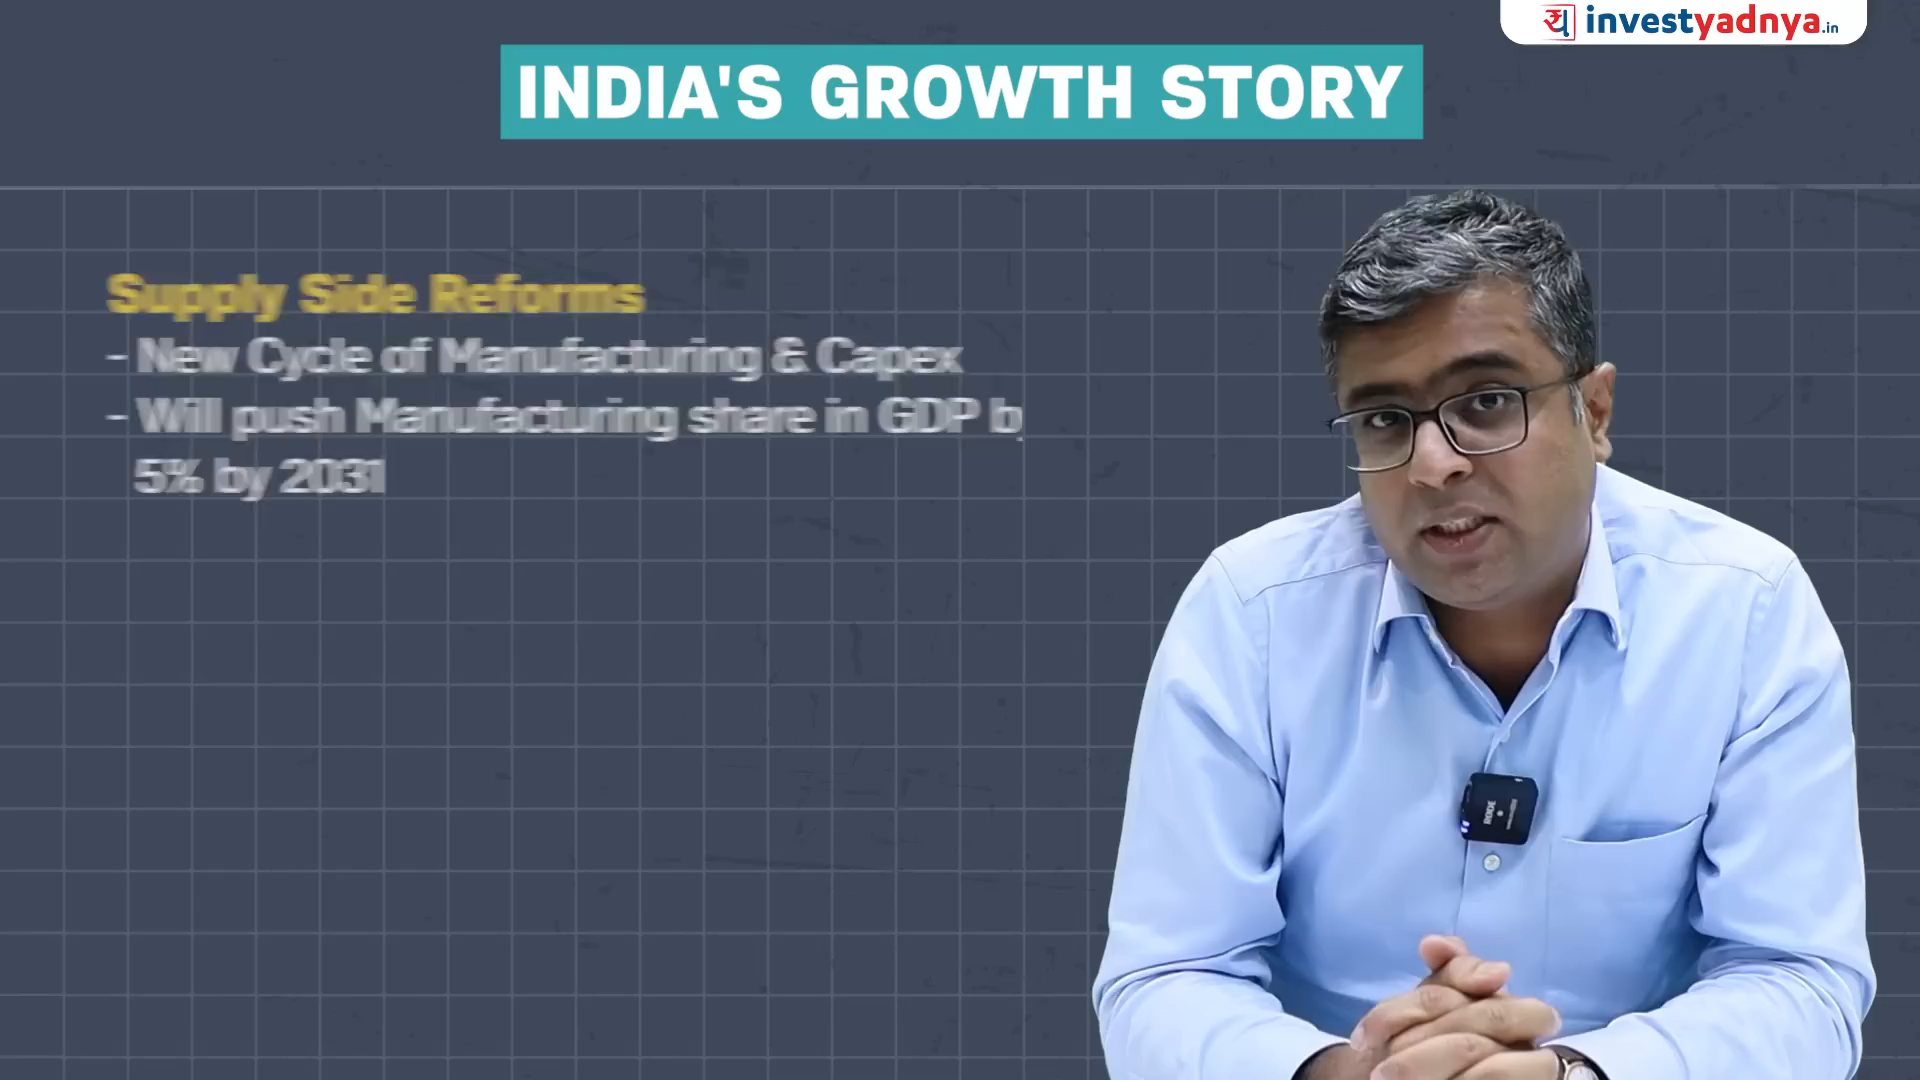 investyadnya.in
INDIA'S GROWTH STORY
Supply Side Reforms
- New Cycle of Manufacturing & Capex
- Will push Manufacturing share in GDP
5% by 2031
RODE